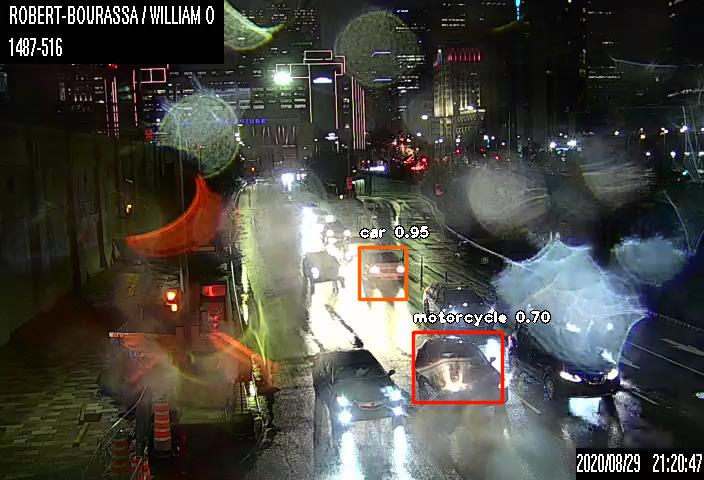 ROBERT-BOURASSA / WILLIAM O
1487-516
car 0.95
motorcycle 0.70
2020/08/29 21:20:47